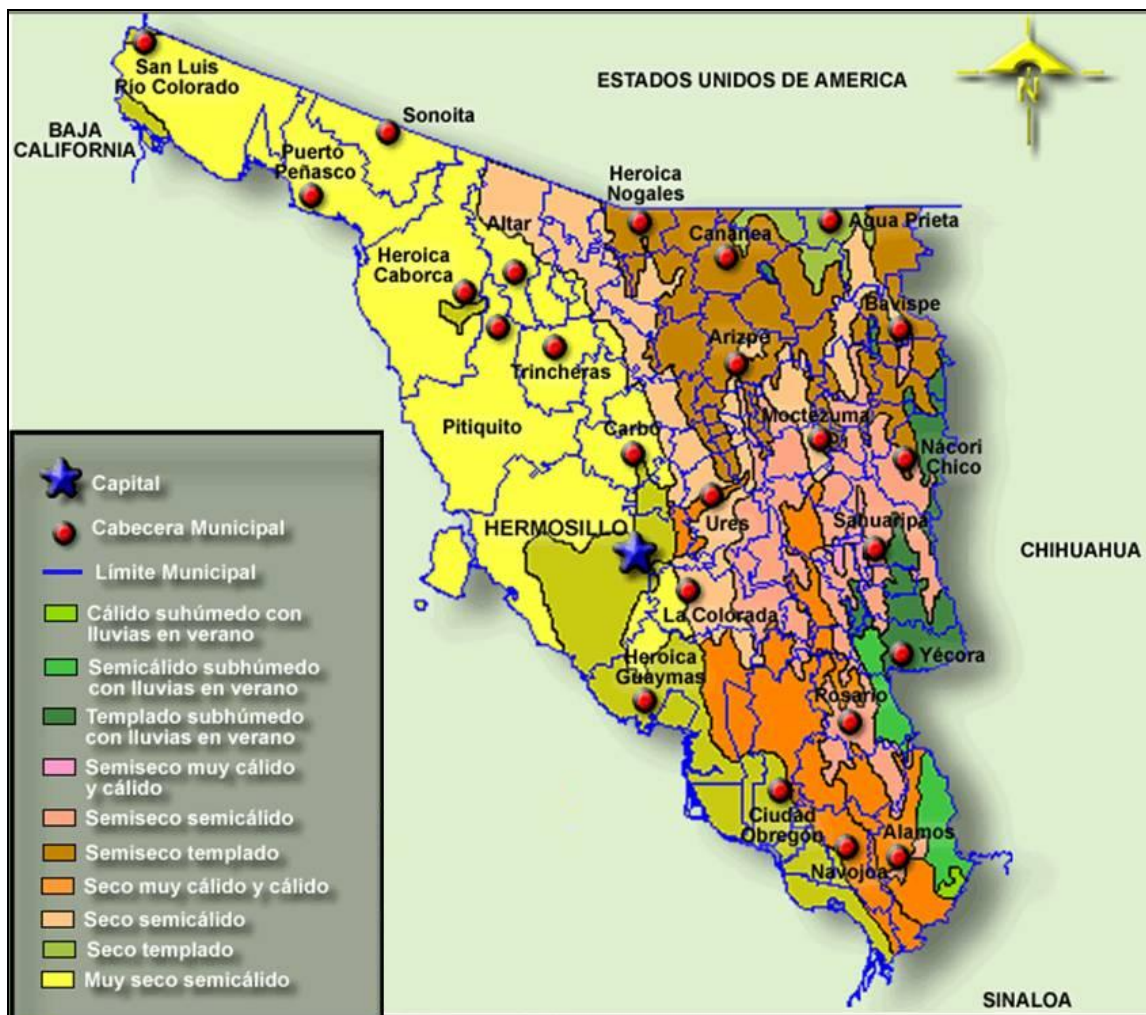 San Luis
Río Colorado
ESTADOS UNIDOS DE AMERICA
N
BAJA
CALIFORNIA
Sonoita
Puerto
Peñasco
Heroica
Nogales
Agua Prieta
Altar
Cananea
Heroica
Caborca
Bavispe
Arizpe
Trincheras
Pitiquito
Carbó
Moctezuma
Nácori
Chico
HERMOSILLO
Ures
Sahuaripa
CHIHUAHUA
La Colorada
Yécora
Heroica
Guaymas
Rosario
Ciudad
Obregón
Alamos
Navojoa
SINALOA
Capital
Cabecera Municipal
Límite Municipal
Cálido suhúmedo con
lluvias en verano
Semicálido subhúmedo
con lluvias en verano
Templado subhúmedo
con lluvias en verano
Semiseco muy cálido
y cálido
Semiseco semicálido
Semiseco templado
Seco muy cálido y cálido
Seco semicálido
Seco templado
Muy seco semicálido